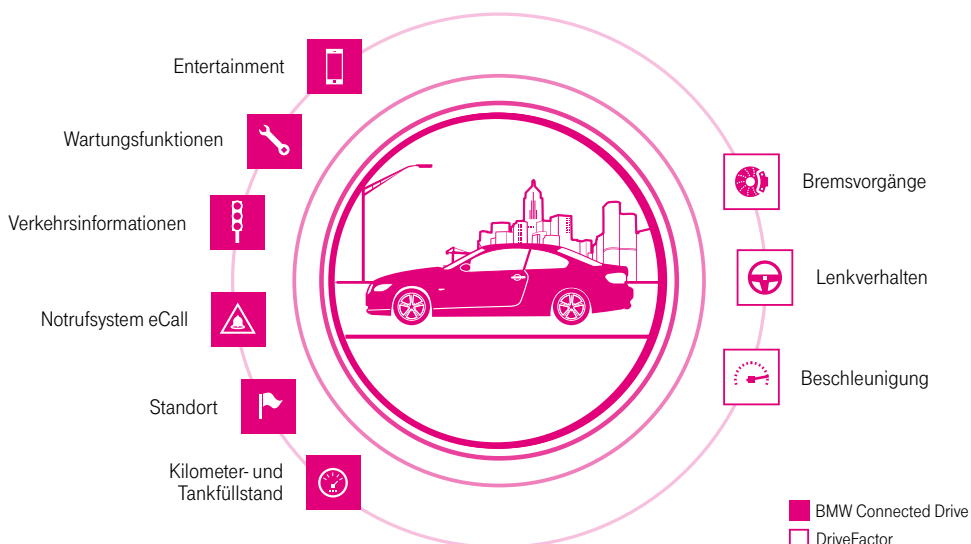 Entertainment
Wartungsfunktionen
Verkehrsinformationen
Notrufsystem eCall
Standort
Kilometer- und
Tankfüllstand
Bremsvorgänge
Lenkverhalten
Beschleunigung
BMW Connected Drive
DriveFactor